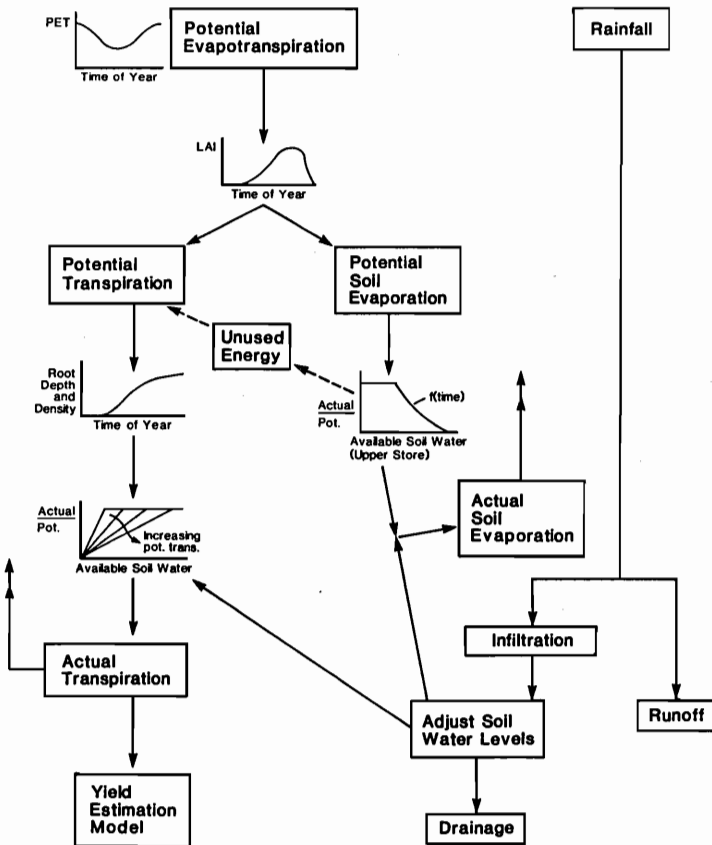 PET
Time of Year
Potential
Evapotranspiration
Rainfall
LAI
Time of Year
Potential
Transpiration
Potential
Soil
Evaporation
Unused
Energy
Root
Depth
and
Density
Time of Year
Actual
Pot.
f(time)
Available Soil Water
(Upper Store)
Actual
Soil
Evaporation
Actual
Pot.
Increasing
pot. trans.
Available Soil Water
Infiltration
Actual
Transpiration
Adjust Soil
Water Levels
Runoff
Yield
Estimation
Model
Drainage